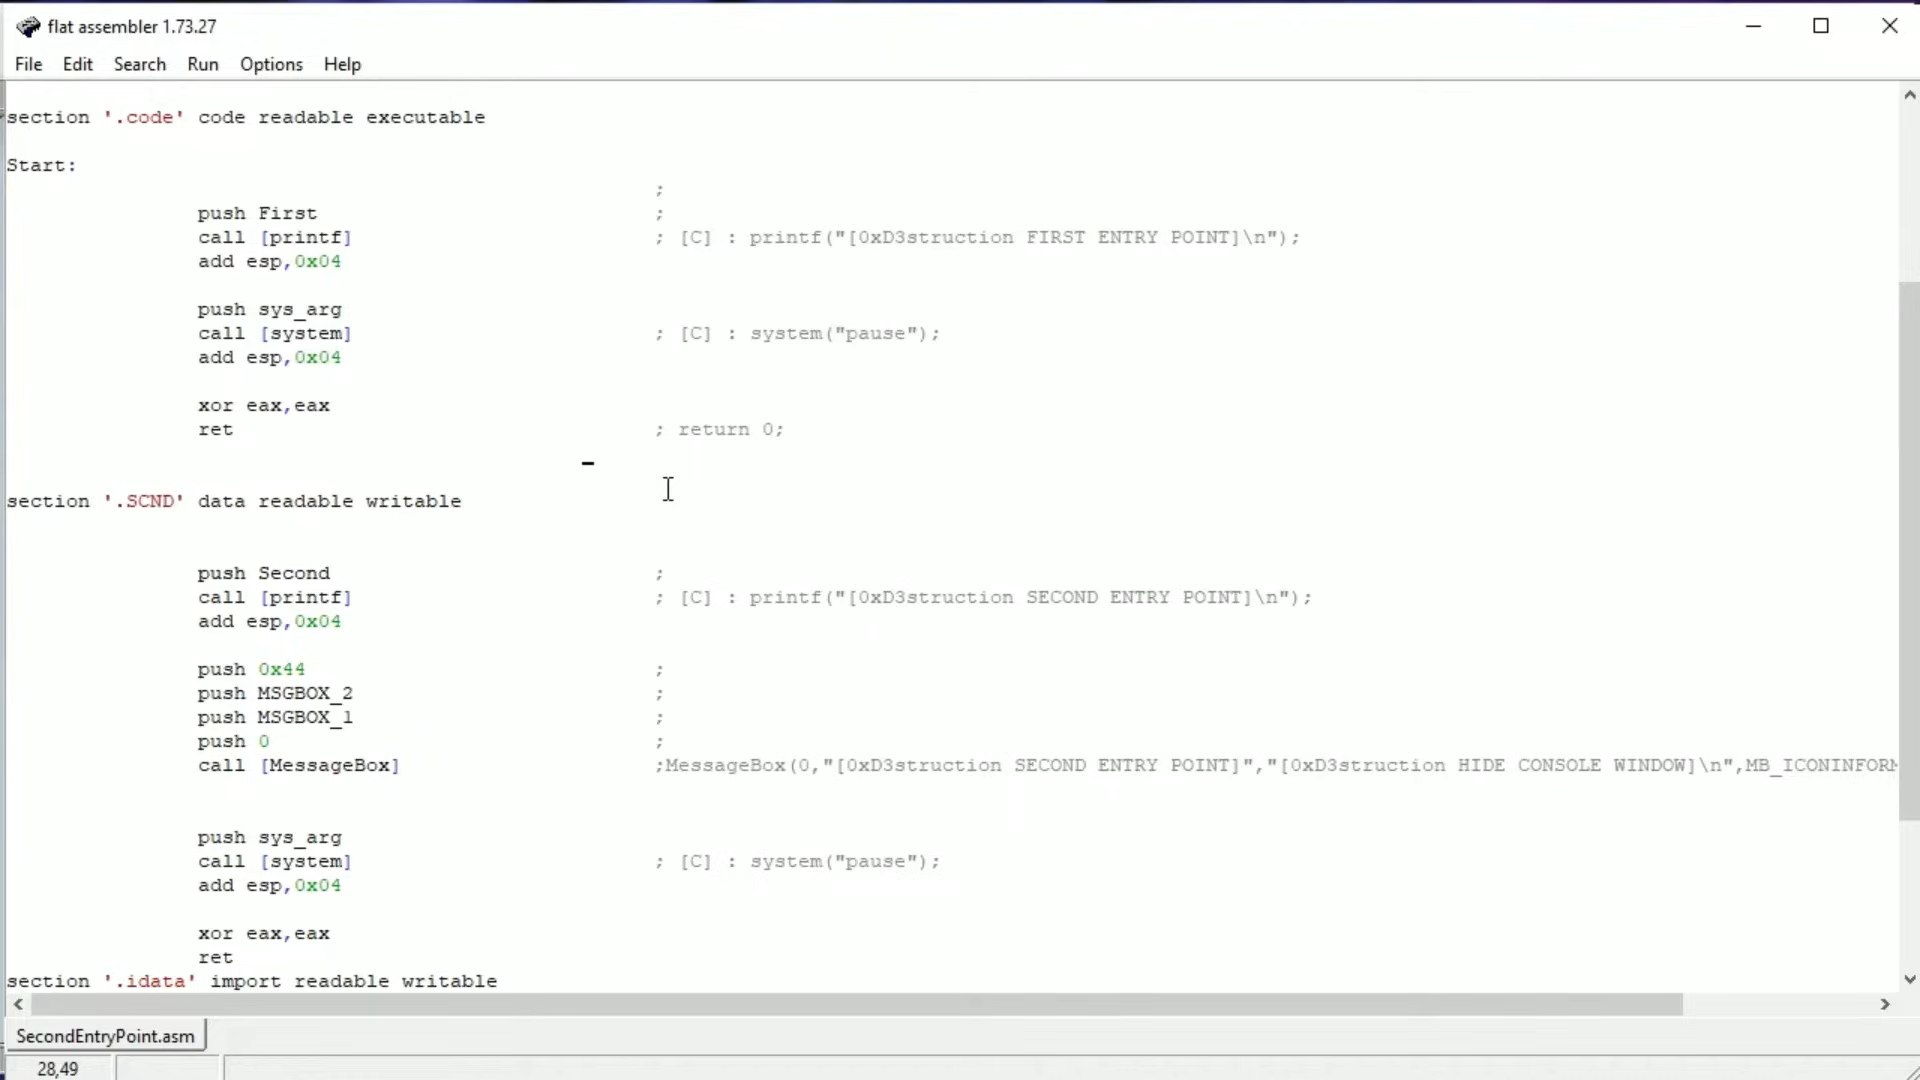 flat assembler 1.73.27
File Edit Search Run Options Help
section '.code' code readable executable
Start:
;
push First ;
call [printf] ; [C] : printf("[0xD3struction FIRST ENTRY POINT]\n");
add esp,0x04
push sys_arg
call [system] ; [C] : system("pause");
add esp,0x04
xor eax,eax
ret ; return 0;
section '.SCND' data readable writable
push Second ;
call [printf] ; [C] : printf("[0xD3struction SECOND ENTRY POINT]\n");
add esp,0x04
push 0x44 ;
push MSGBOX_2 ;
push MSGBOX_1 ;
push 0 ;
call [MessageBox] ;MessageBox(0,"[0xD3struction SECOND ENTRY POINT]","[0xD3struction HIDE CONSOLE WINDOW]\n",MB_ICONINFORM
push sys_arg
call [system] ; [C] : system("pause");
add esp,0x04
xor eax,eax
ret
section '.idata' import readable writable
SecondEntryPoint.asm
28,49